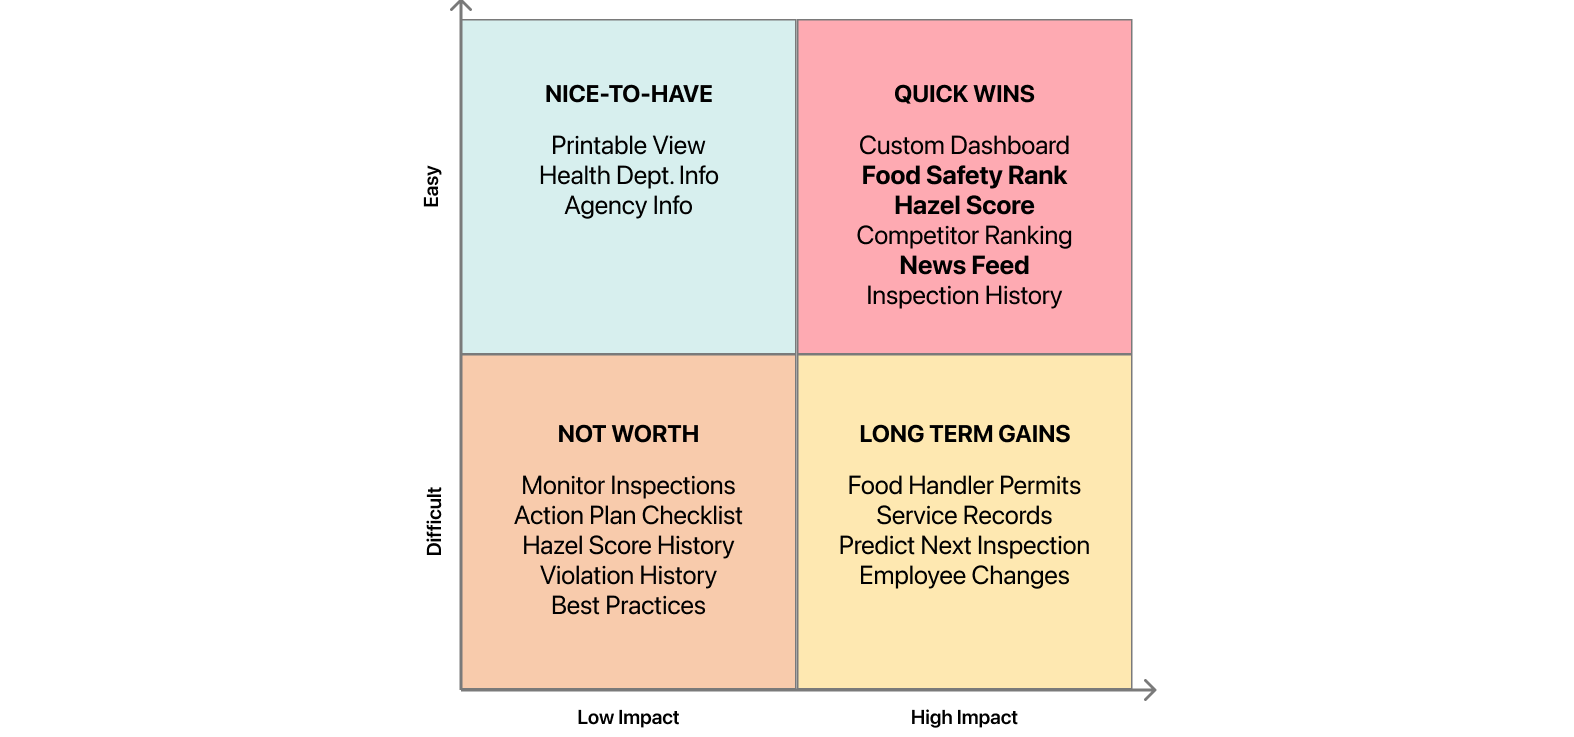 NICE-TO-HAVE
Printable View
Health Dept. Info
Agency Info
QUICK WINS
Custom Dashboard
Food Safety Rank
Hazel Score
Competitor Ranking
News Feed
Inspection History
Easy
NOT WORTH
Monitor Inspections
Action Plan Checklist
Hazel Score History
Violation History
Best Practices
LONG TERM GAINS
Food Handler Permits
Service Records
Predict Next Inspection
Employee Changes
Difficult
Low Impact
High Impact